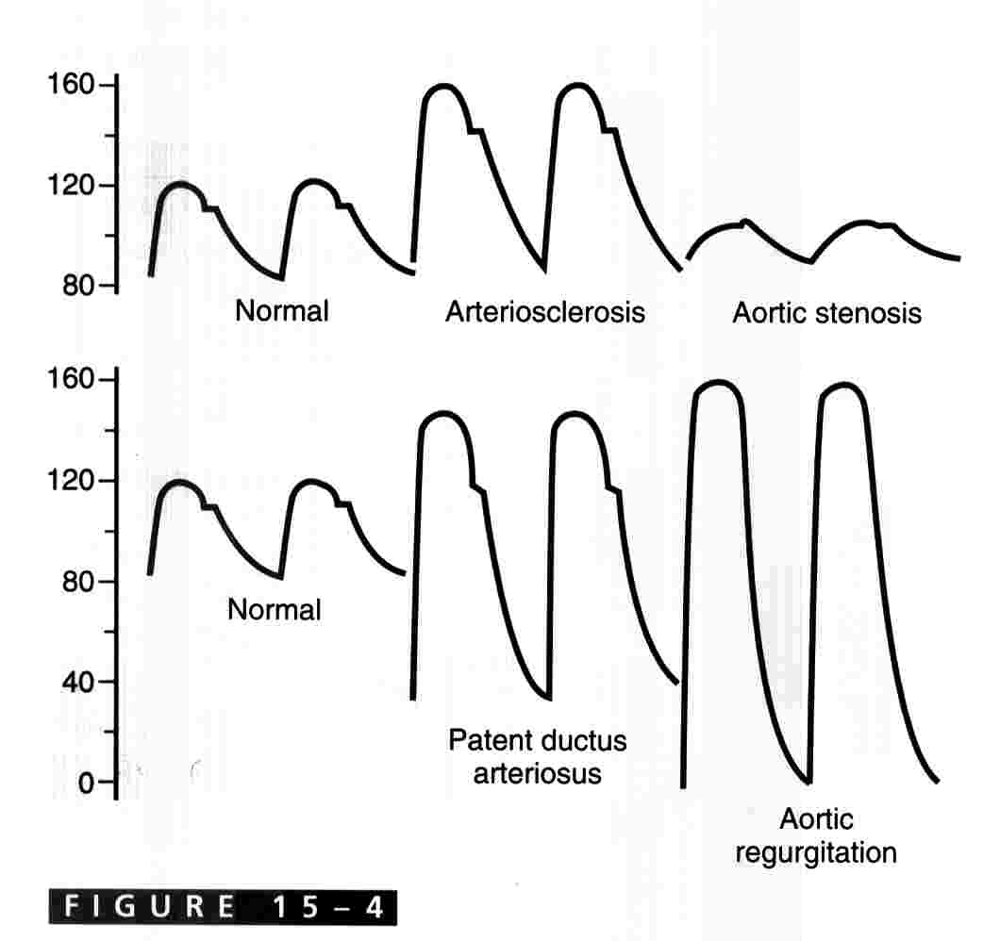 160
120
80
Normal
Arteriosclerosis
Aortic stenosis
160
120
80
40
0
Normal
Patent ductus
arteriosus
Aortic
regurgitation
FIGURE 15–4